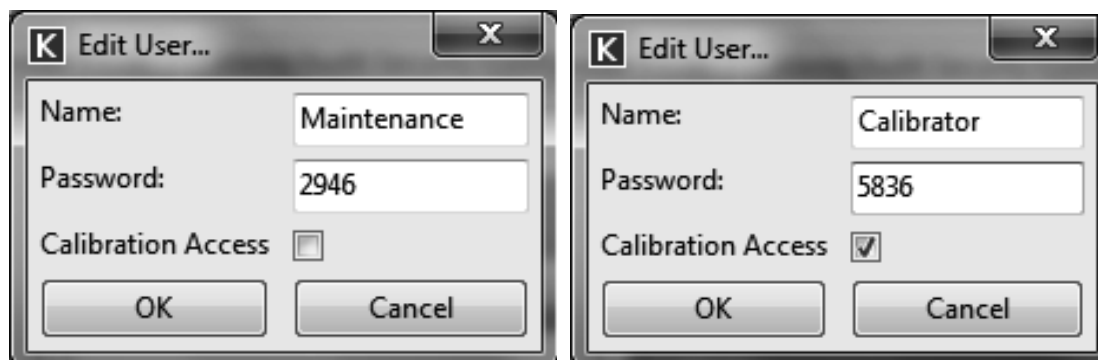 K Edit User...
Name: Maintenance
Password: 2946
Calibration Access
OK Cancel
K Edit User...
Name: Calibrator
Password: 5836
Calibration Access
OK Cancel